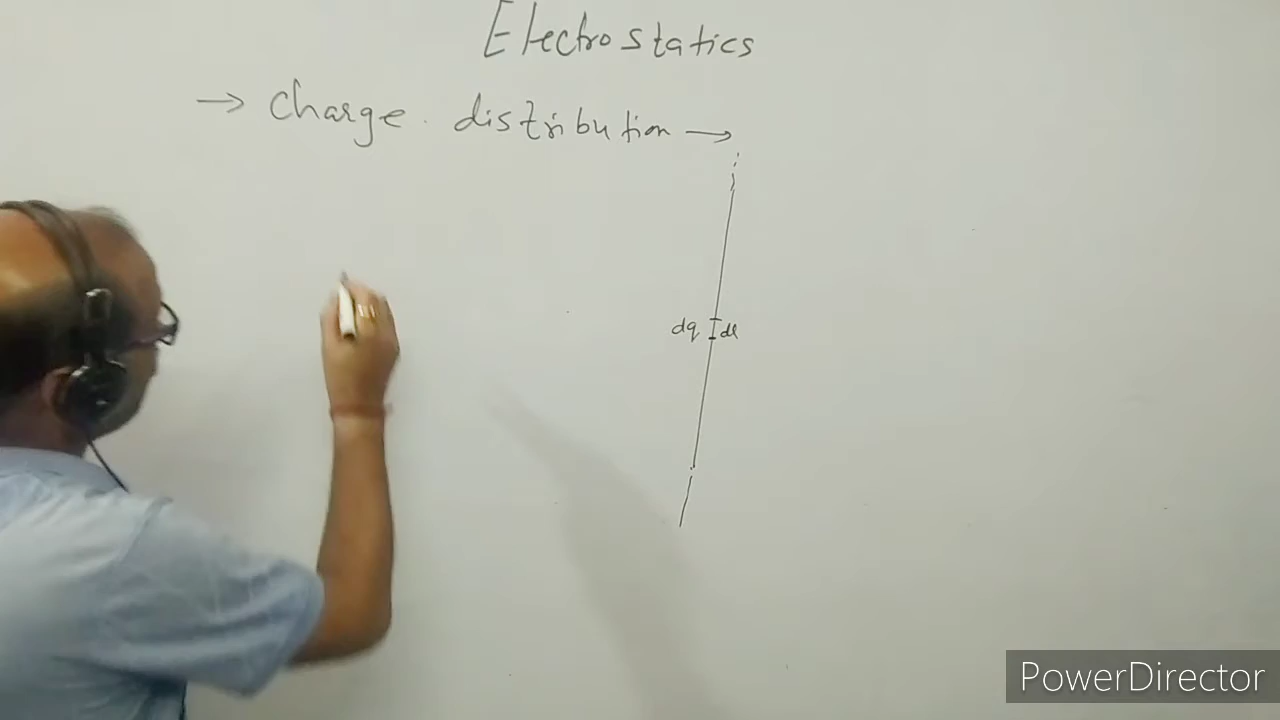 Electrostatics
→ Charge distribution →
dq dl
PowerDirector